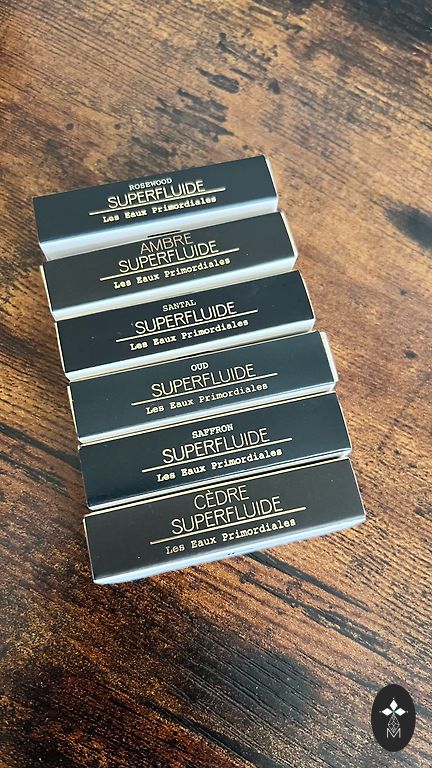 ROSEWOOD
SUPERFLUIDE
Les Eaux Primordiales
AMBRE
SUPERFLUIDE
Les Eaux Primordiales
SANTAL
SUPERFLUIDE
Les Eaux Primordiales
OUD
SUPERFLUIDE
Les Eaux Primordiales
SAFFRON
SUPERFLUIDE
Les Eaux Primordiales
CÈDRE
SUPERFLUIDE
Les Eaux Primordiales
M